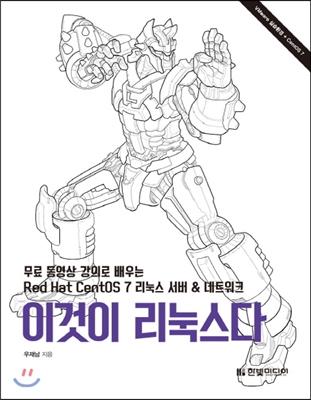 VMware 실습환경 + CentOS 7
무료 동영상 강의로 배우는
Red Hat CentOS 7 리눅스 서버 & 네트워크
이것이 리눅스다
우재남 지음
한빛미디어